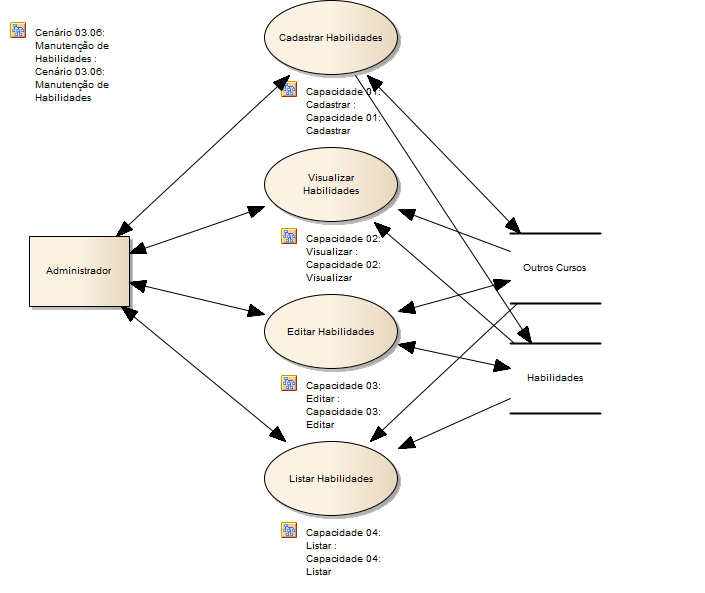 Cenário 03.06:
Manutenção de
Habilidades :
Cenário 03.06:
Manutenção de
Habilidades
Cadastrar Habilidades
Capacidade 01:
Cadastrar :
Capacidade 01:
Cadastrar
Visualizar
Habilidades
Capacidade 02:
Visualizar :
Capacidade 02:
Visualizar
Administrador
Outros Cursos
Editar Habilidades
Habilidades
Capacidade 03:
Editar :
Capacidade 03:
Editar
Listar Habilidades
Capacidade 04:
Listar :
Capacidade 04:
Listar